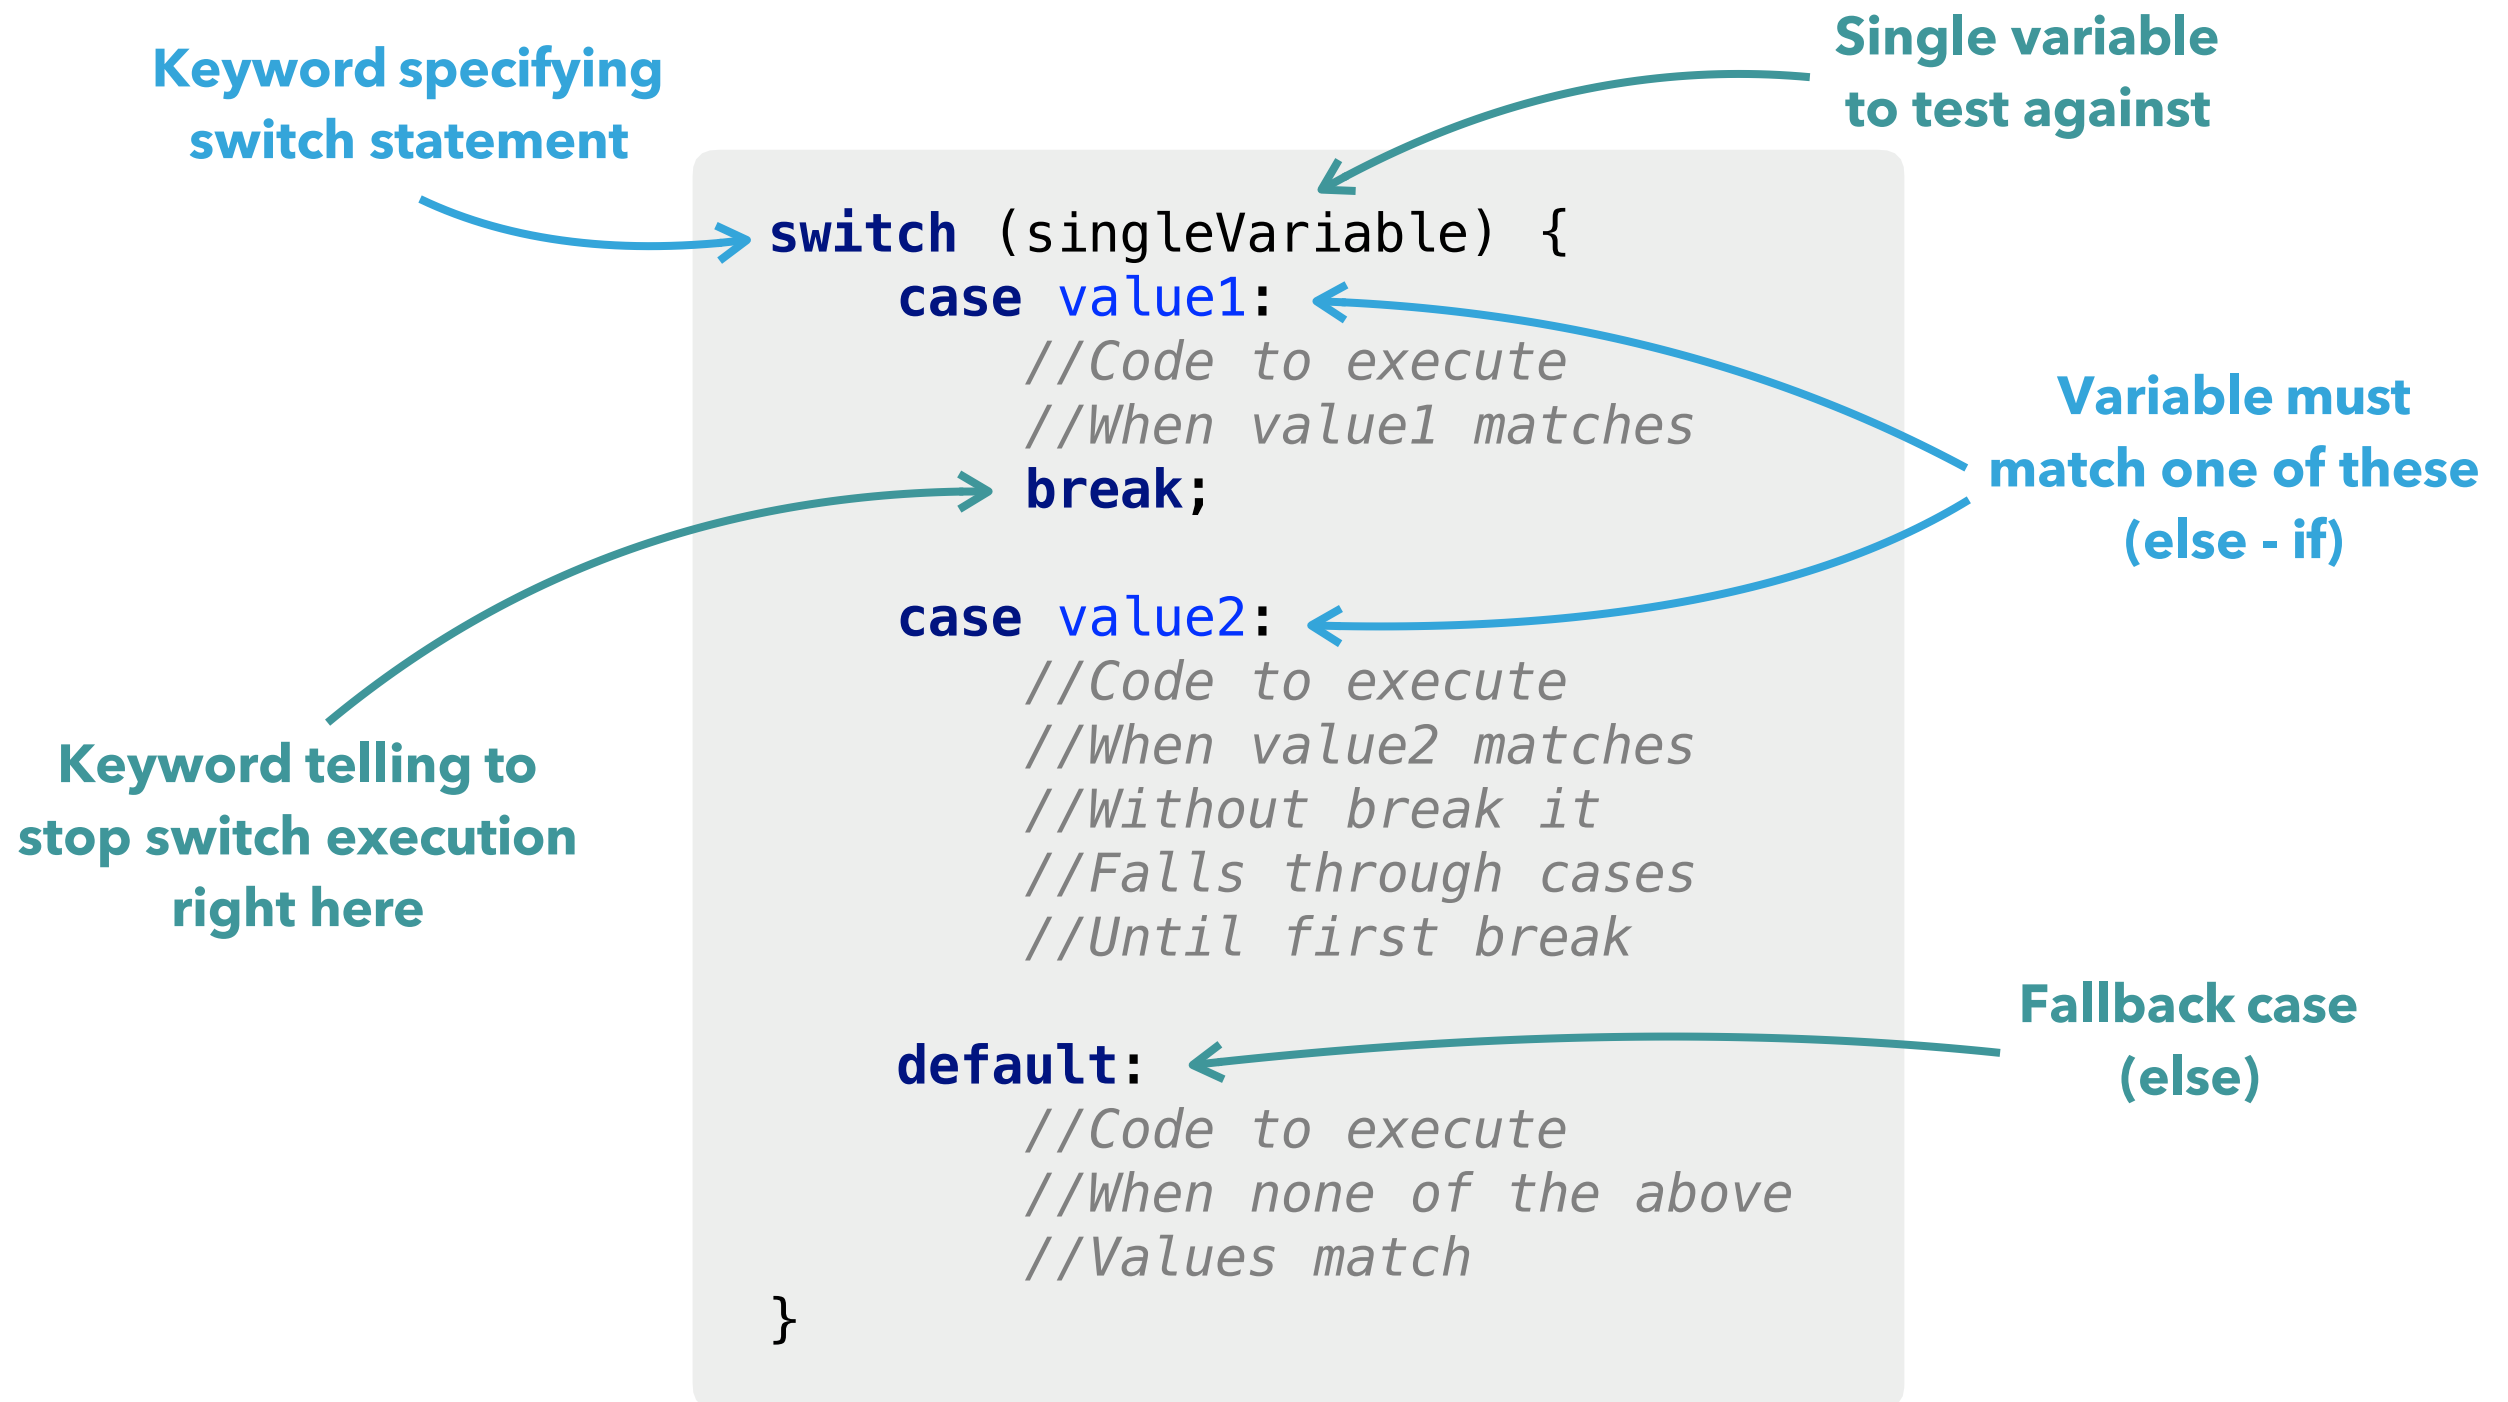 Keyword specifying
switch statement
Single variable
to test against
switch (singleVariable) {
case value1:
//Code to execute
//When value1 matches
break;
Variable must
match one of these
(else - if)
case value2:
//Code to execute
//When value2 matches
//Without break it
//Falls through cases
//Until first break
Keyword tellig to
stop switch execution
right here
Fallback case
(else)
default:
//Code to execute
//When none of the above
//Values match
}